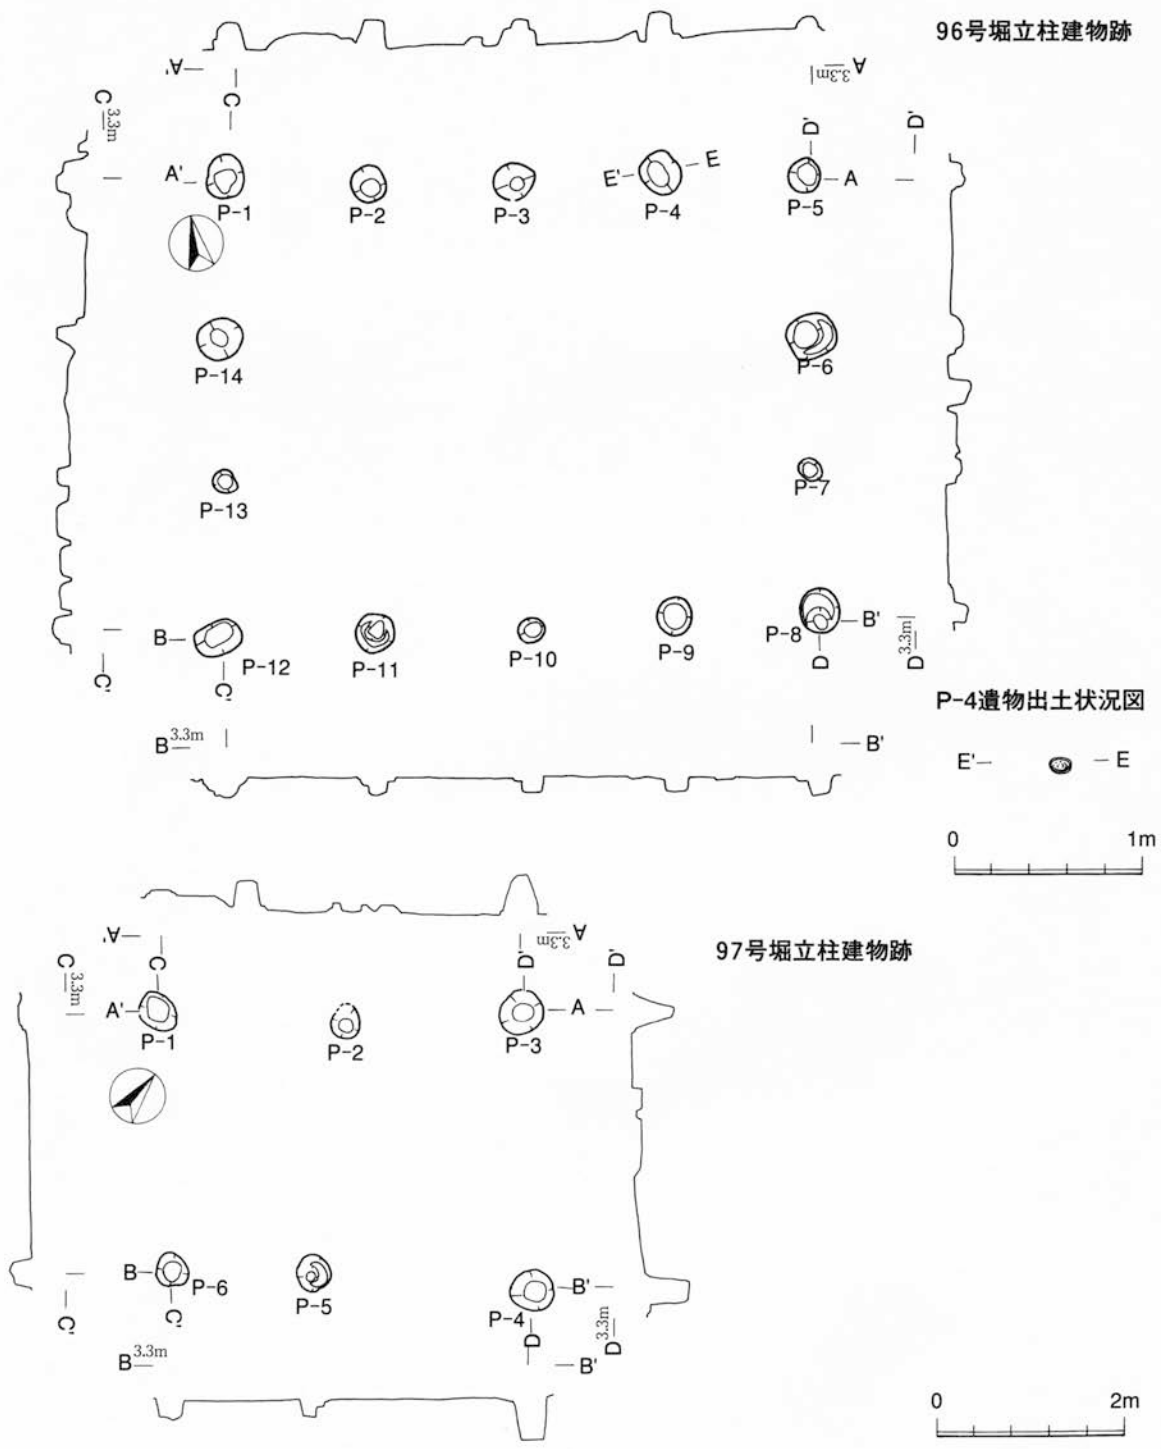 96号堀立柱建物跡
A'
C
3.3m A
C 3.3m
D'
D'
A'
E' E
A
P-1
P-2
P-3
P-4
P-5
P-14
P-6
P-13
P-7
B
P-12
P-11
P-10
P-9
P-8
B'
C'
C'
D
D 3.3m
B 3.3m
B'
P-4遺物出土状況図
E' E
0 1m
97号堀立柱建物跡
A'
C
3.3m A
C 3.3m
D'
D'
A'
A
P-1
P-2
P-3
B
P-6
P-5
P-4
B'
C'
C'
D
D 3.3m
B 3.3m
B'
0 2m